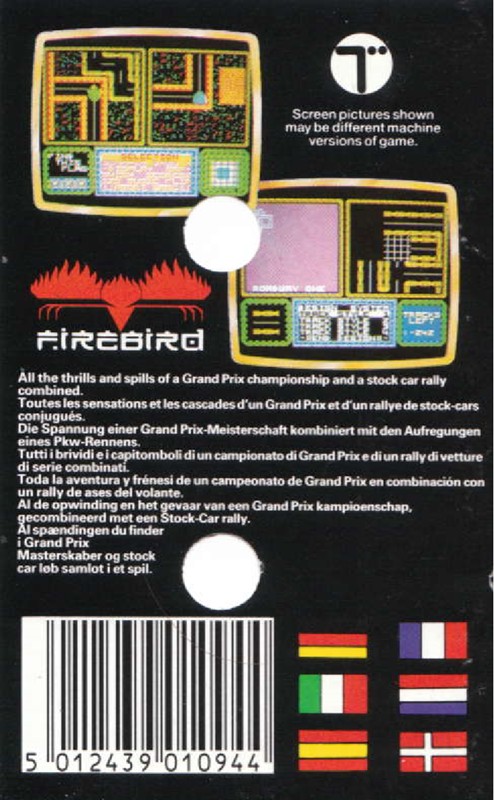 Screen pictures shown
may be different machine
versions of game.
SELECTION
ROXBURY ONE
TRACKS
LEFT
FIREBIRD
All the thrills and spills of a Grand Prix championship and a stock car rally
combined.
Toutes les sensations et les cascades d'un Grand Prix et d'un rallye de stock-cars
conjugués.
Die Spannung einer Grand Prix-Meisterschaft kombiniert mit den Aufregungen
eines Pkw-Rennens.
Tutti i brividi e i capitomboli di un campionato di Grand Prix e di un rally di vetture
di serie combinati.
Toda la aventura y frénesi de un campeonato de Grand Prix en combinación con
un rally de ases del volante.
Al de opwinding en het gevaar van een Grand Prix kampioenschap,
gecombineerd met een Stock-Car rally.
Al spændingen du finder
i Grand Prix
Masterskaber og stock
car løb samlot i et spil.
5 012439 010944